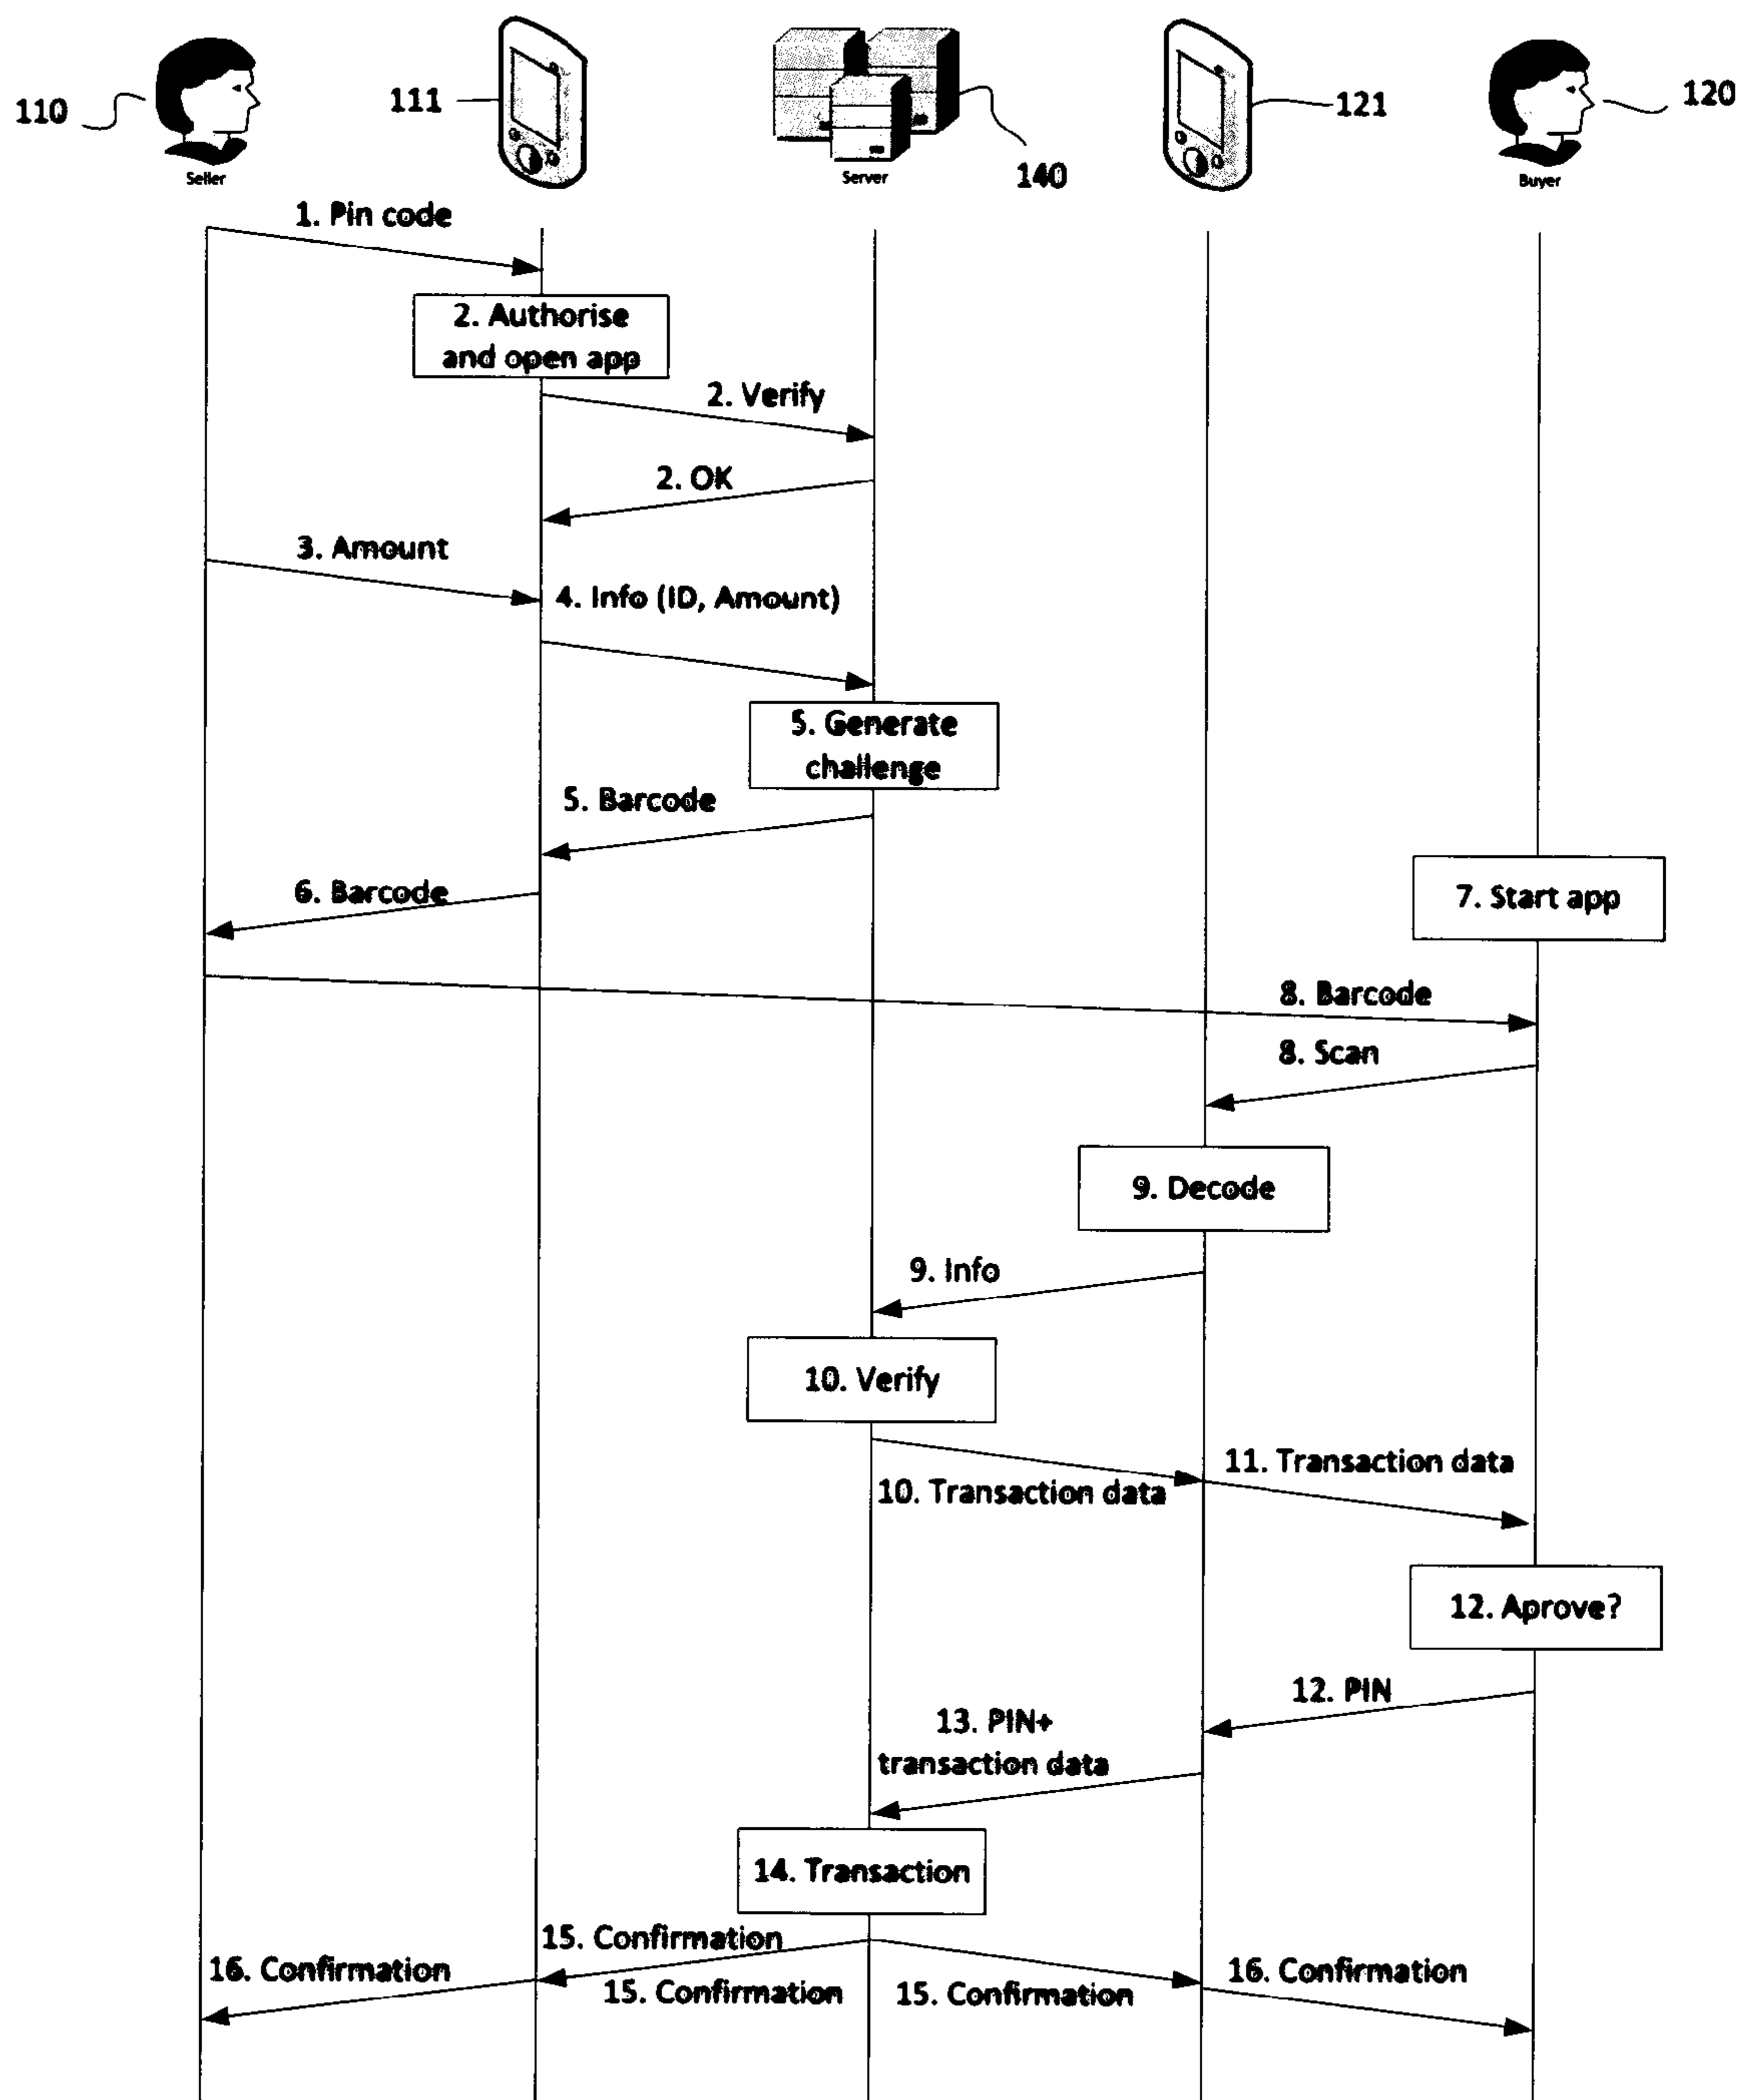 110
111
121
120
Seller
Server
140
Buyer
1. Pin code
2. Authorise
and open app
2. Verify
2. OK
3. Amount
4. Info (ID, Amount)
5. Generate
challenge
5. Barcode
6. Barcode
7. Start app
8. Barcode
8. Scan
9. Decode
9. Info
10. Verify
11. Transaction data
10. Transaction data
12. Aprove?
12. PIN
13. PIN+
transaction data
14. Transaction
15. Confirmation
16. Confirmation
16. Confirmation
15. Confirmation
15. Confirmation